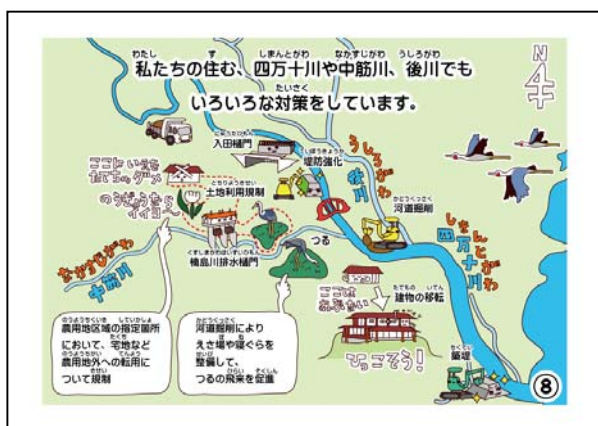 私たちの住む、四万十川や中筋川、後川でも
いろいろな対策をしています。
N
入田樋門
堤防強化
うしろがわ
後川
ここに いえを
たてちゃ ダメ
のうぎょうなら
イイヨ〜
土地利用規制
河道掘削
しまんとがわ
四万十川
なかすじがわ
中筋川
つる
楠島川排水樋門
建物の移転
ここは
あぶない
ひっこそう!
築堤
農用地区域の指定箇所
において、宅地など
農用地外への転用に
ついて規制
河道掘削により
えさ場や寝ぐらを
整備して、
つるの飛来を促進
⑧